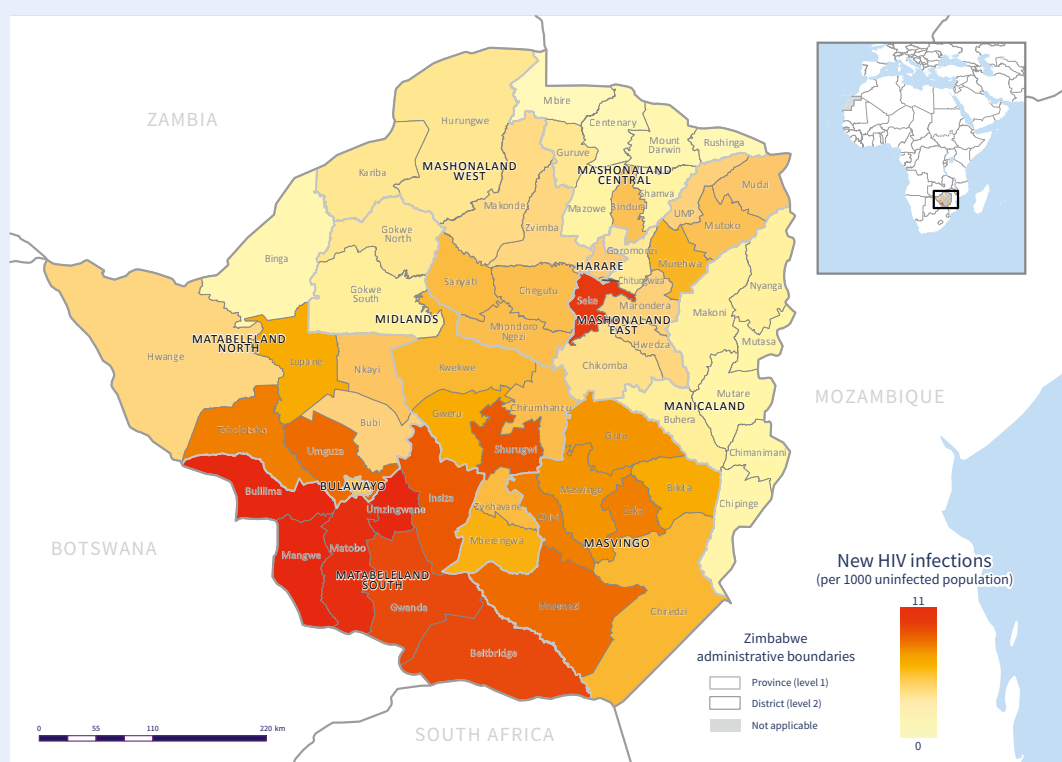 ZAMBIA
Mbire
Hurungwe
Centenary
Mount
Darwin
Rushinga
Guruve
MASHONALAND
WEST
MASHONALAND
CENTRAL
Kariba
Mudzi
Shamva
Makonde
Mazowe
Bindura
UMP
Zvimba
Mutoko
Gokwe
North
Goromonzi
Binga
HARARE
Murehwa
Sanyati
Chegutu
Chitungwiza
Nyanga
Gokwe
South
Seke
Marondera
Makoni
MIDLANDS
MASHONALAND
EAST
Mhondoro
Ngezi
MATABELELAND
NORTH
Hwedza
Mutasa
Hwange
Lupane
Nkayi
Kwekwe
Chikomba
Mutare
MOZAMBIQUE
MANICALAND
Gweru
Chirumhanzu
Buhera
Bubi
Tsholotsho
Gutu
Umguza
Shurugwi
Chimanimani
BULAWAYO
Bulilima
Insiza
Masvingo
Bikita
Umzingwane
Zvishavane
Zaka
Chipinge
Chivi
BOTSWANA
Mangwe
Matobo
Mberengwa
MASVINGO
MATABELELAND
SOUTH
Gwanda
Mwenezi
Chiredzi
Beitbridge
SOUTH AFRICA
New HIV infections
(per 1000 uninfected population)
11
0
Zimbabwe
administrative boundaries
Province (level 1)
District (level 2)
Not applicable
0
55
110
220 km